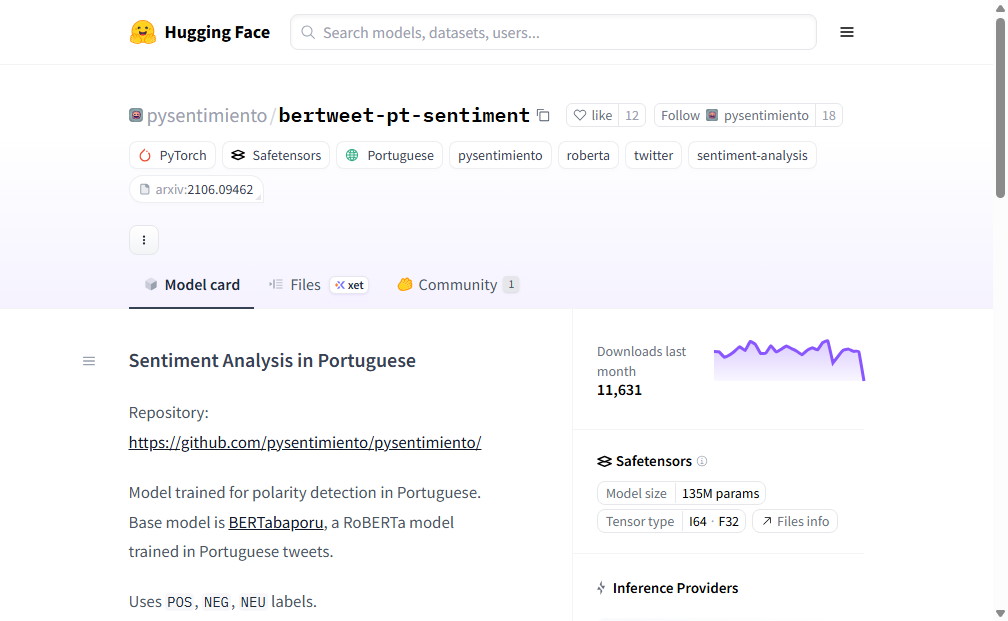 Hugging Face
Search models, datasets, users...
pysentimiento/bertweet-pt-sentiment
like 12
Follow pysentimiento 18
PyTorch Safetensors Portuguese pysentimiento roberta twitter sentiment-analysis
arxiv:2106.09462
Model card Files xet Community 1
Sentiment Analysis in Portuguese
Repository:
https://github.com/pysentimiento/pysentimiento/
Model trained for polarity detection in Portuguese.
Base model is BERTabaporu, a RoBERTa model
trained in Portuguese tweets.
Uses POS, NEG, NEU labels.
Downloads last
month
11,631
Safetensors
Model size 135M params
Tensor type I64 · F32 Files info
Inference Providers